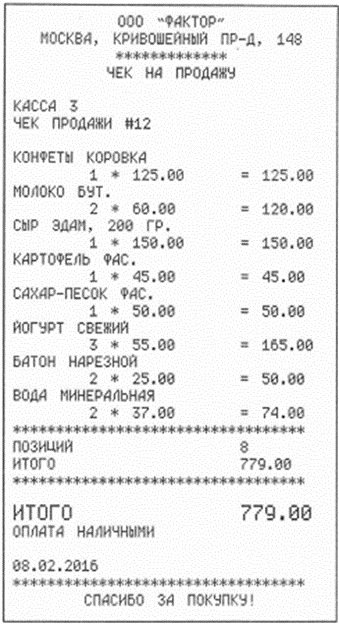 ООО "ФАКТОР"
МОСКВА, КРИВОШЕЙНЫЙ ПР-Д, 148
*************
ЧЕК НА ПРОДАЖУ
КАССА 3
ЧЕК ПРОДАЖИ #12
КОНФЕТЫ КОРОВКА
1 * 125.00 = 125.00
МОЛОКО БУТ.
2 * 60.00 = 120.00
СЫР ЭДАМ, 200 ГР.
1 * 150.00 = 150.00
КАРТОФЕЛЬ ФАС.
1 * 45.00 = 45.00
САХАР-ПЕСОК ФАС.
1 * 50.00 = 50.00
ЙОГУРТ СВЕЖИЙ
3 * 55.00 = 165.00
БАТОН НАРЕЗНОЙ
2 * 25.00 = 50.00
ВОДА МИНЕРАЛЬНАЯ
2 * 37.00 = 74.00
*********************************
ПОЗИЦИЙ 8
ИТОГО 779.00
*********************************
ИТОГО 779.00
ОПЛАТА НАЛИЧНЫМИ
08.02.2016
*********************************
СПАСИБО ЗА ПОКУПКУ!